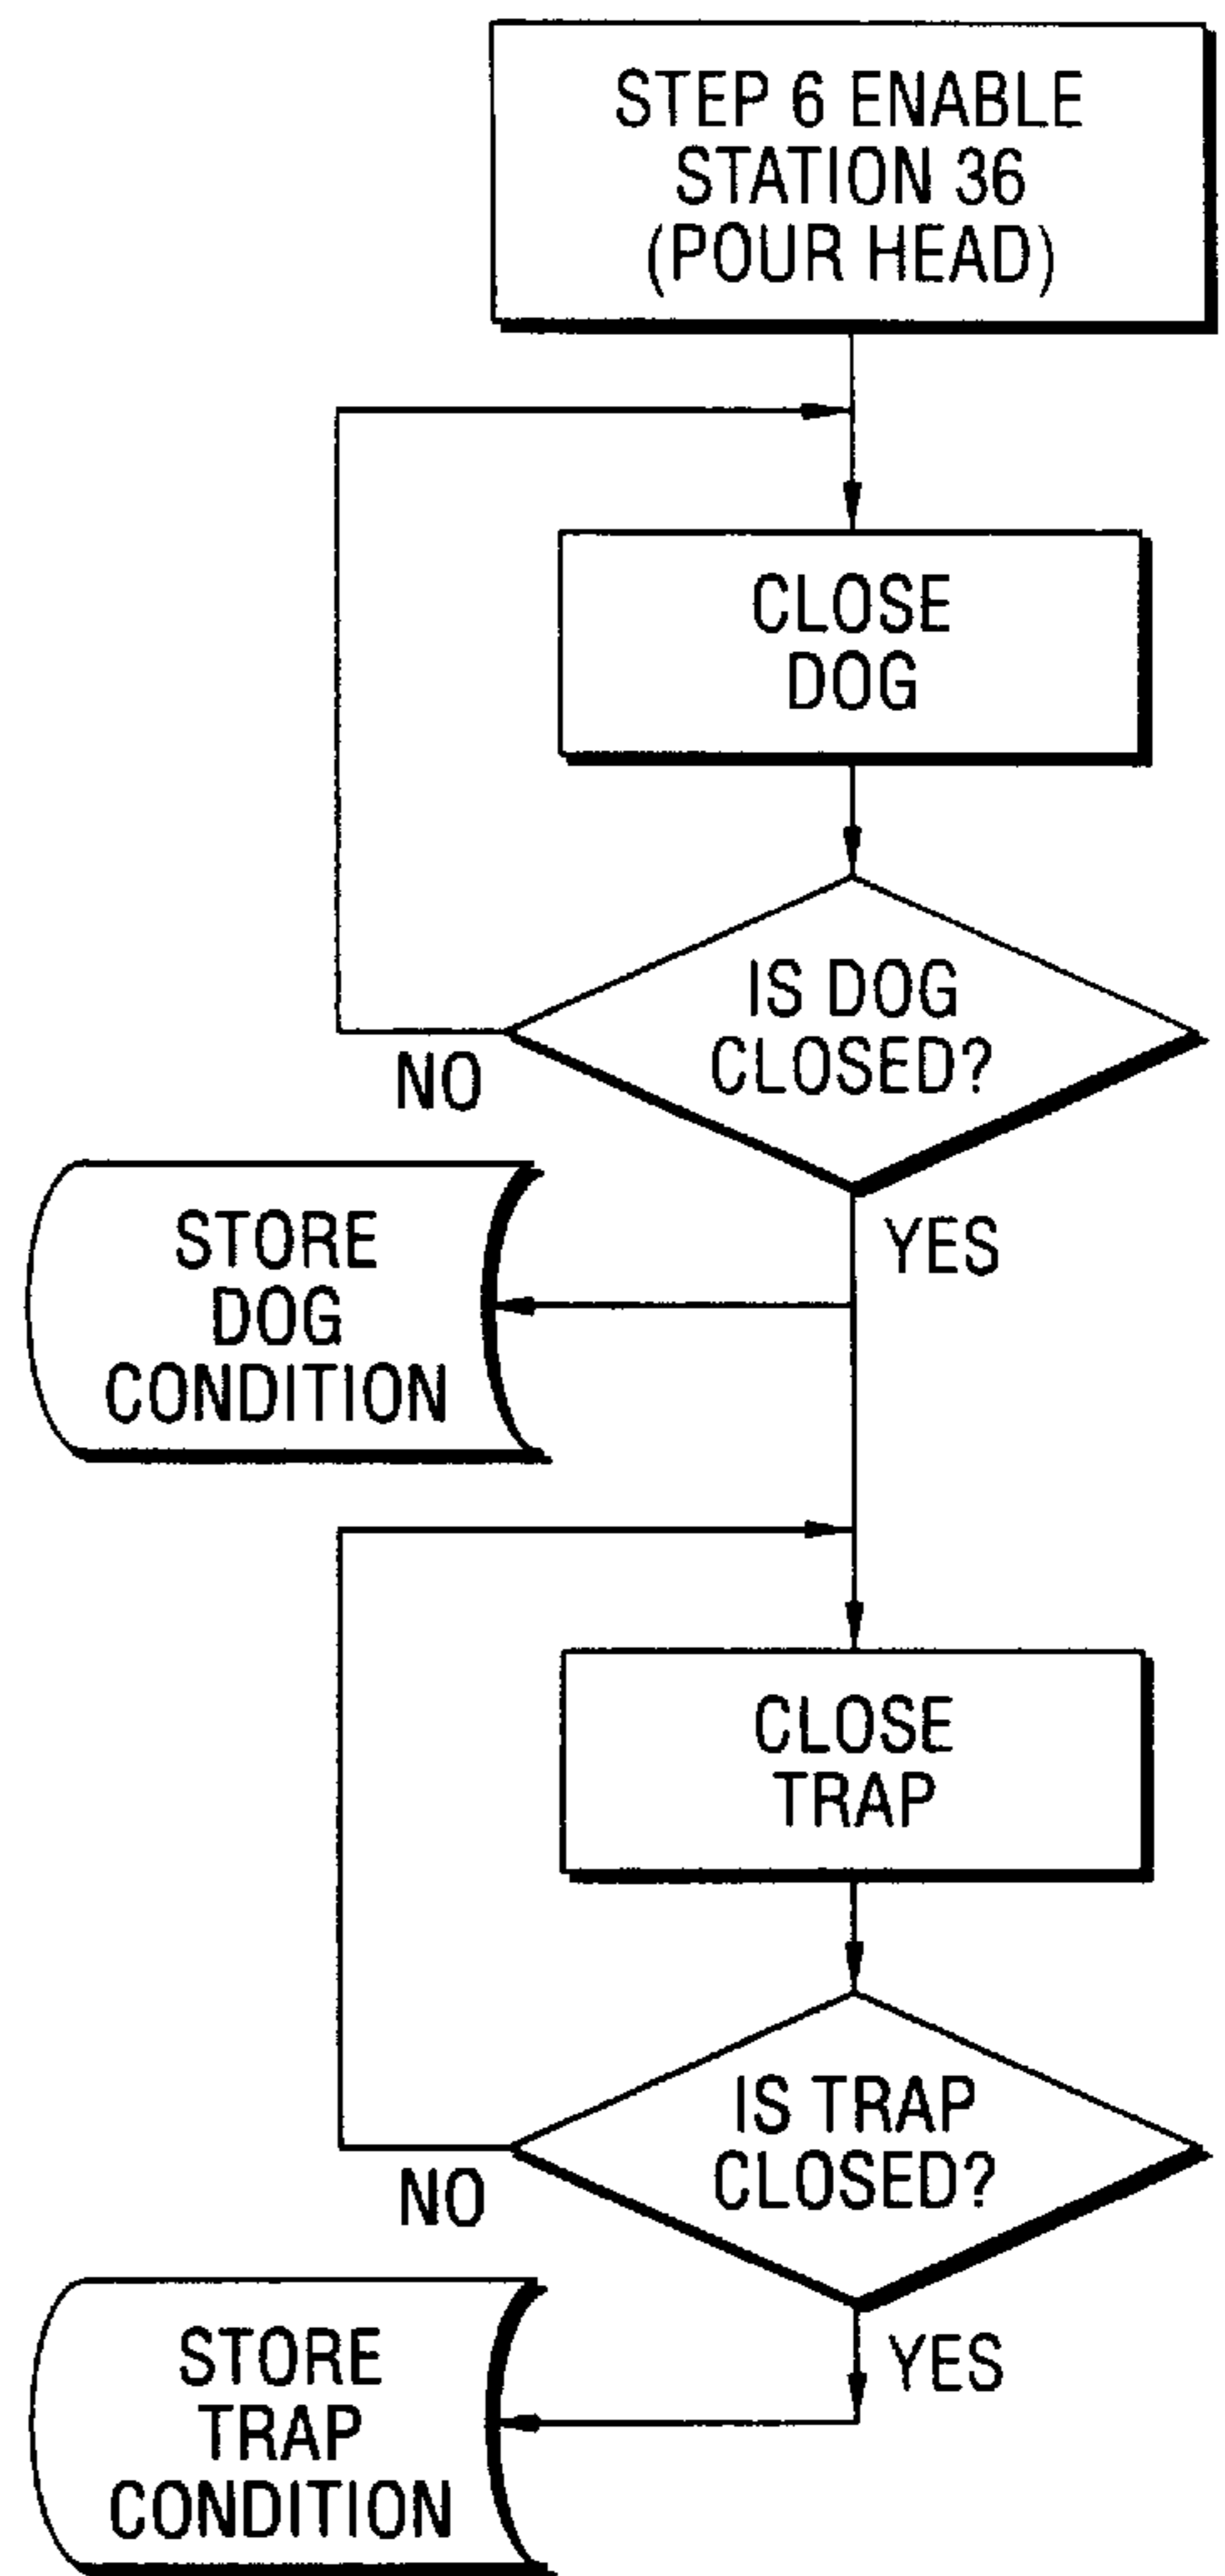 STEP 6 ENABLE
STATION 36
(POUR HEAD)
CLOSE
DOG
IS DOG
CLOSED?
NO
YES
STORE
DOG
CONDITION
CLOSE
TRAP
IS TRAP
CLOSED?
NO
YES
STORE
TRAP
CONDITION